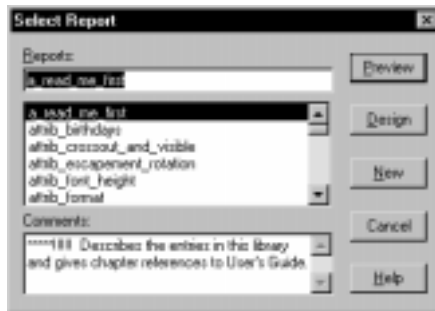 Select Report
Reports:
a_read_me_first
a_read_me_first
attrib_birthdays
attrib_crossout_and_visible
attrib_escapement_rotation
attrib_font_height
attrib_format
Comments:
Describes the entries in this library
and gives chapter references to User's Guide.
Preview
Design
New
Cancel
Help